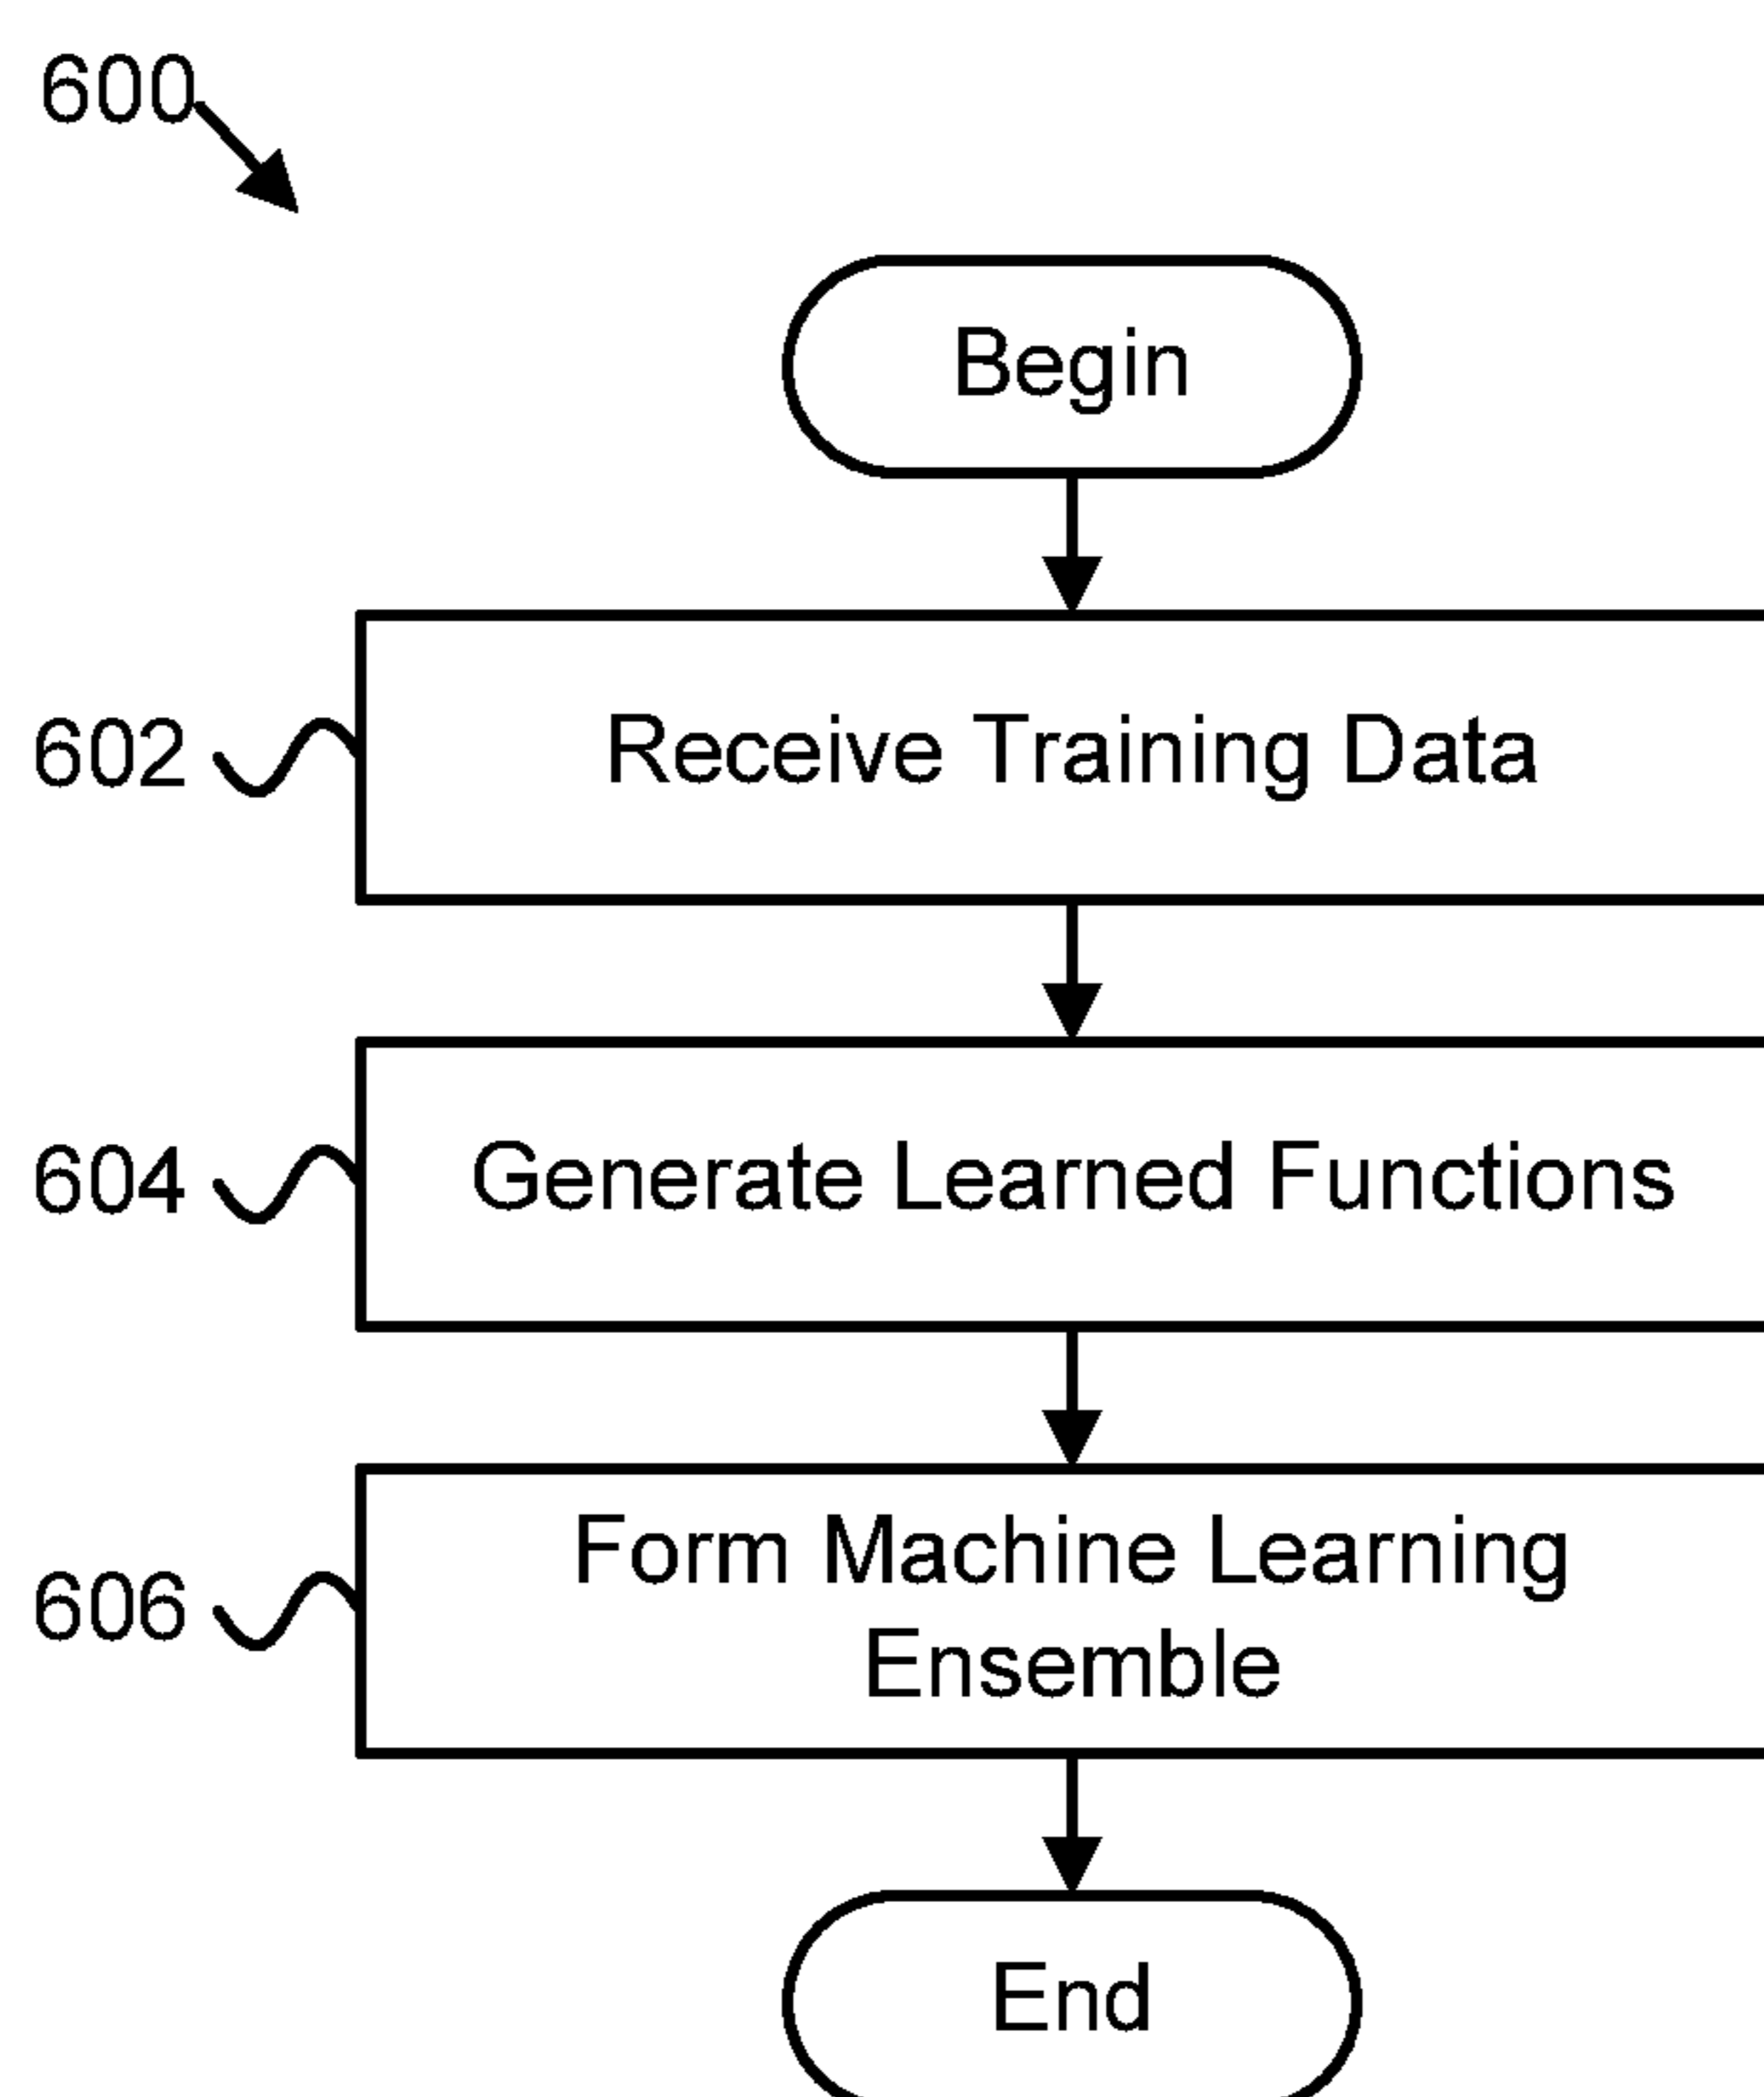 600
Begin
602
Receive Training Data
604
Generate Learned Functions
606
Form Machine Learning
Ensemble
End